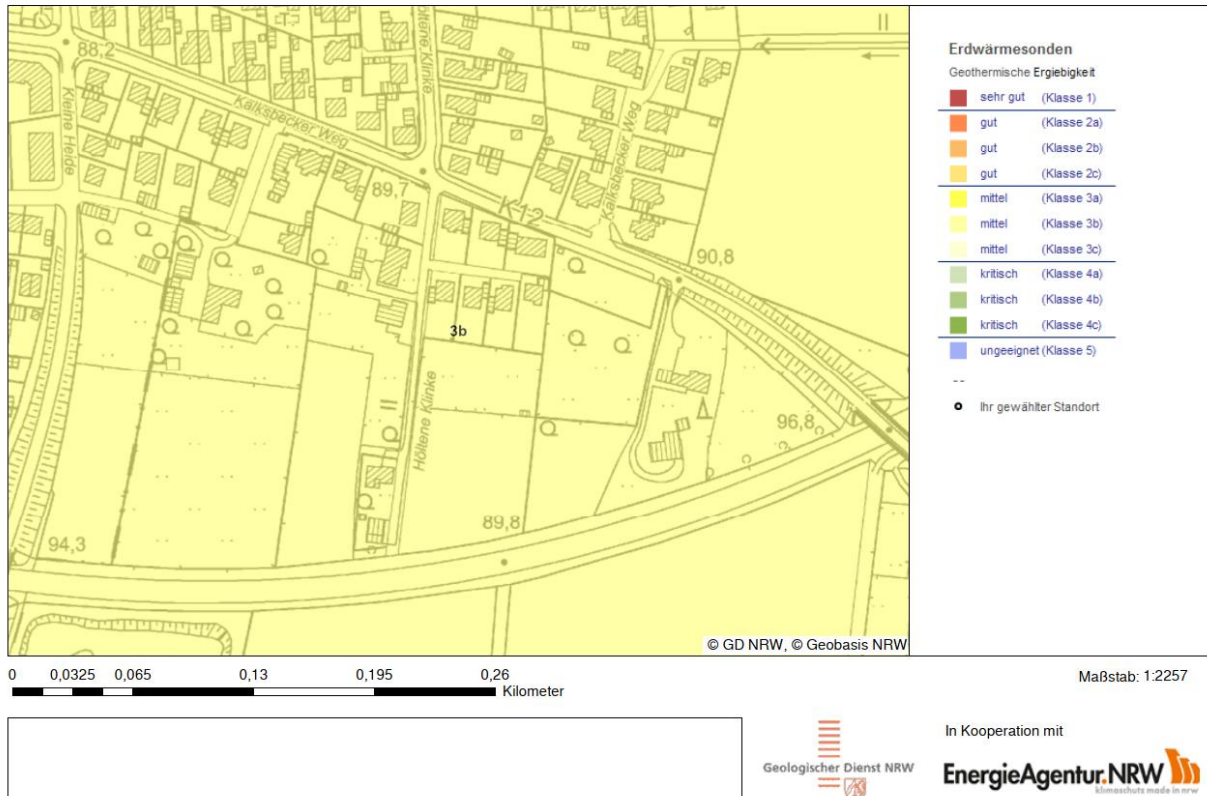 88,2
Kleine Heide
Kalksbecker Weg
Höltene Klinke
II
Kalksbecker Weg
89,7
K 12
90,8
3b
II
Höltene Klinke
96,8
89,8
94,3
© GD NRW, © Geobasis NRW
Erdwärmesonden
Geothermische Ergiebigkeit
sehr gut (Klasse 1)
gut (Klasse 2a)
gut (Klasse 2b)
gut (Klasse 2c)
mittel (Klasse 3a)
mittel (Klasse 3b)
mittel (Klasse 3c)
kritisch (Klasse 4a)
kritisch (Klasse 4b)
kritisch (Klasse 4c)
ungeeignet (Klasse 5)
--
Ihr gewählter Standort
0 0,0325 0,065 0,13 0,195 0,26
Kilometer
Maßstab: 1:2257
Geologischer Dienst NRW
In Kooperation mit
EnergieAgentur.NRW
klimaschutz made in nrw